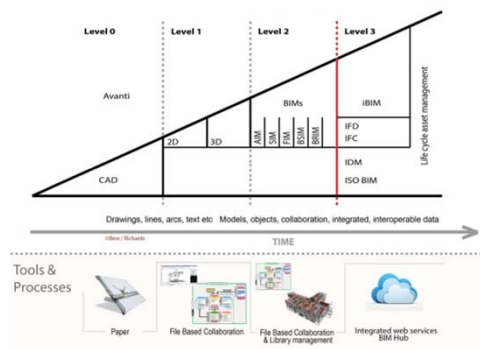 Level 0
Level 1
Level 2
Level 3
Avanti
BIMs
iBIM
2D
3D
AIM
SIM
FIM
BSIM
BRIM
IFD
IFC
CAD
IDM
ISO BIM
Life cycle asset management
Drawings, lines, arcs, text etc Models, objects, collaboration, integrated, interoperable data
TIME
Tools &
Processes
Paper
File Based Collaboration
File Based Collaboration
& Library management
Integrated web services
BIM Hub